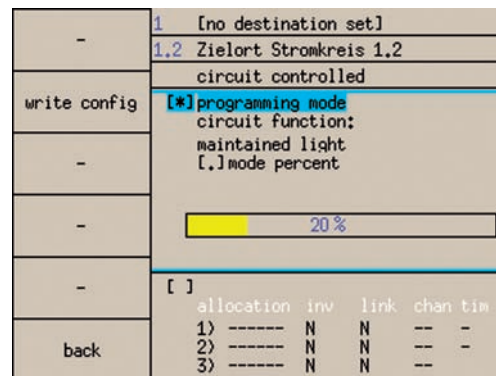 -
write config
-
-
-
back
1 [no destination set]
1.2 Zielort Stromkreis 1.2
circuit controlled
[*]programming mode
circuit function:
maintained light
[.]mode percent
20 %
[ ]
allocation inv link chan tim
1) ------ N N -- -
2) ------ N N -- -
3) ------ N N --